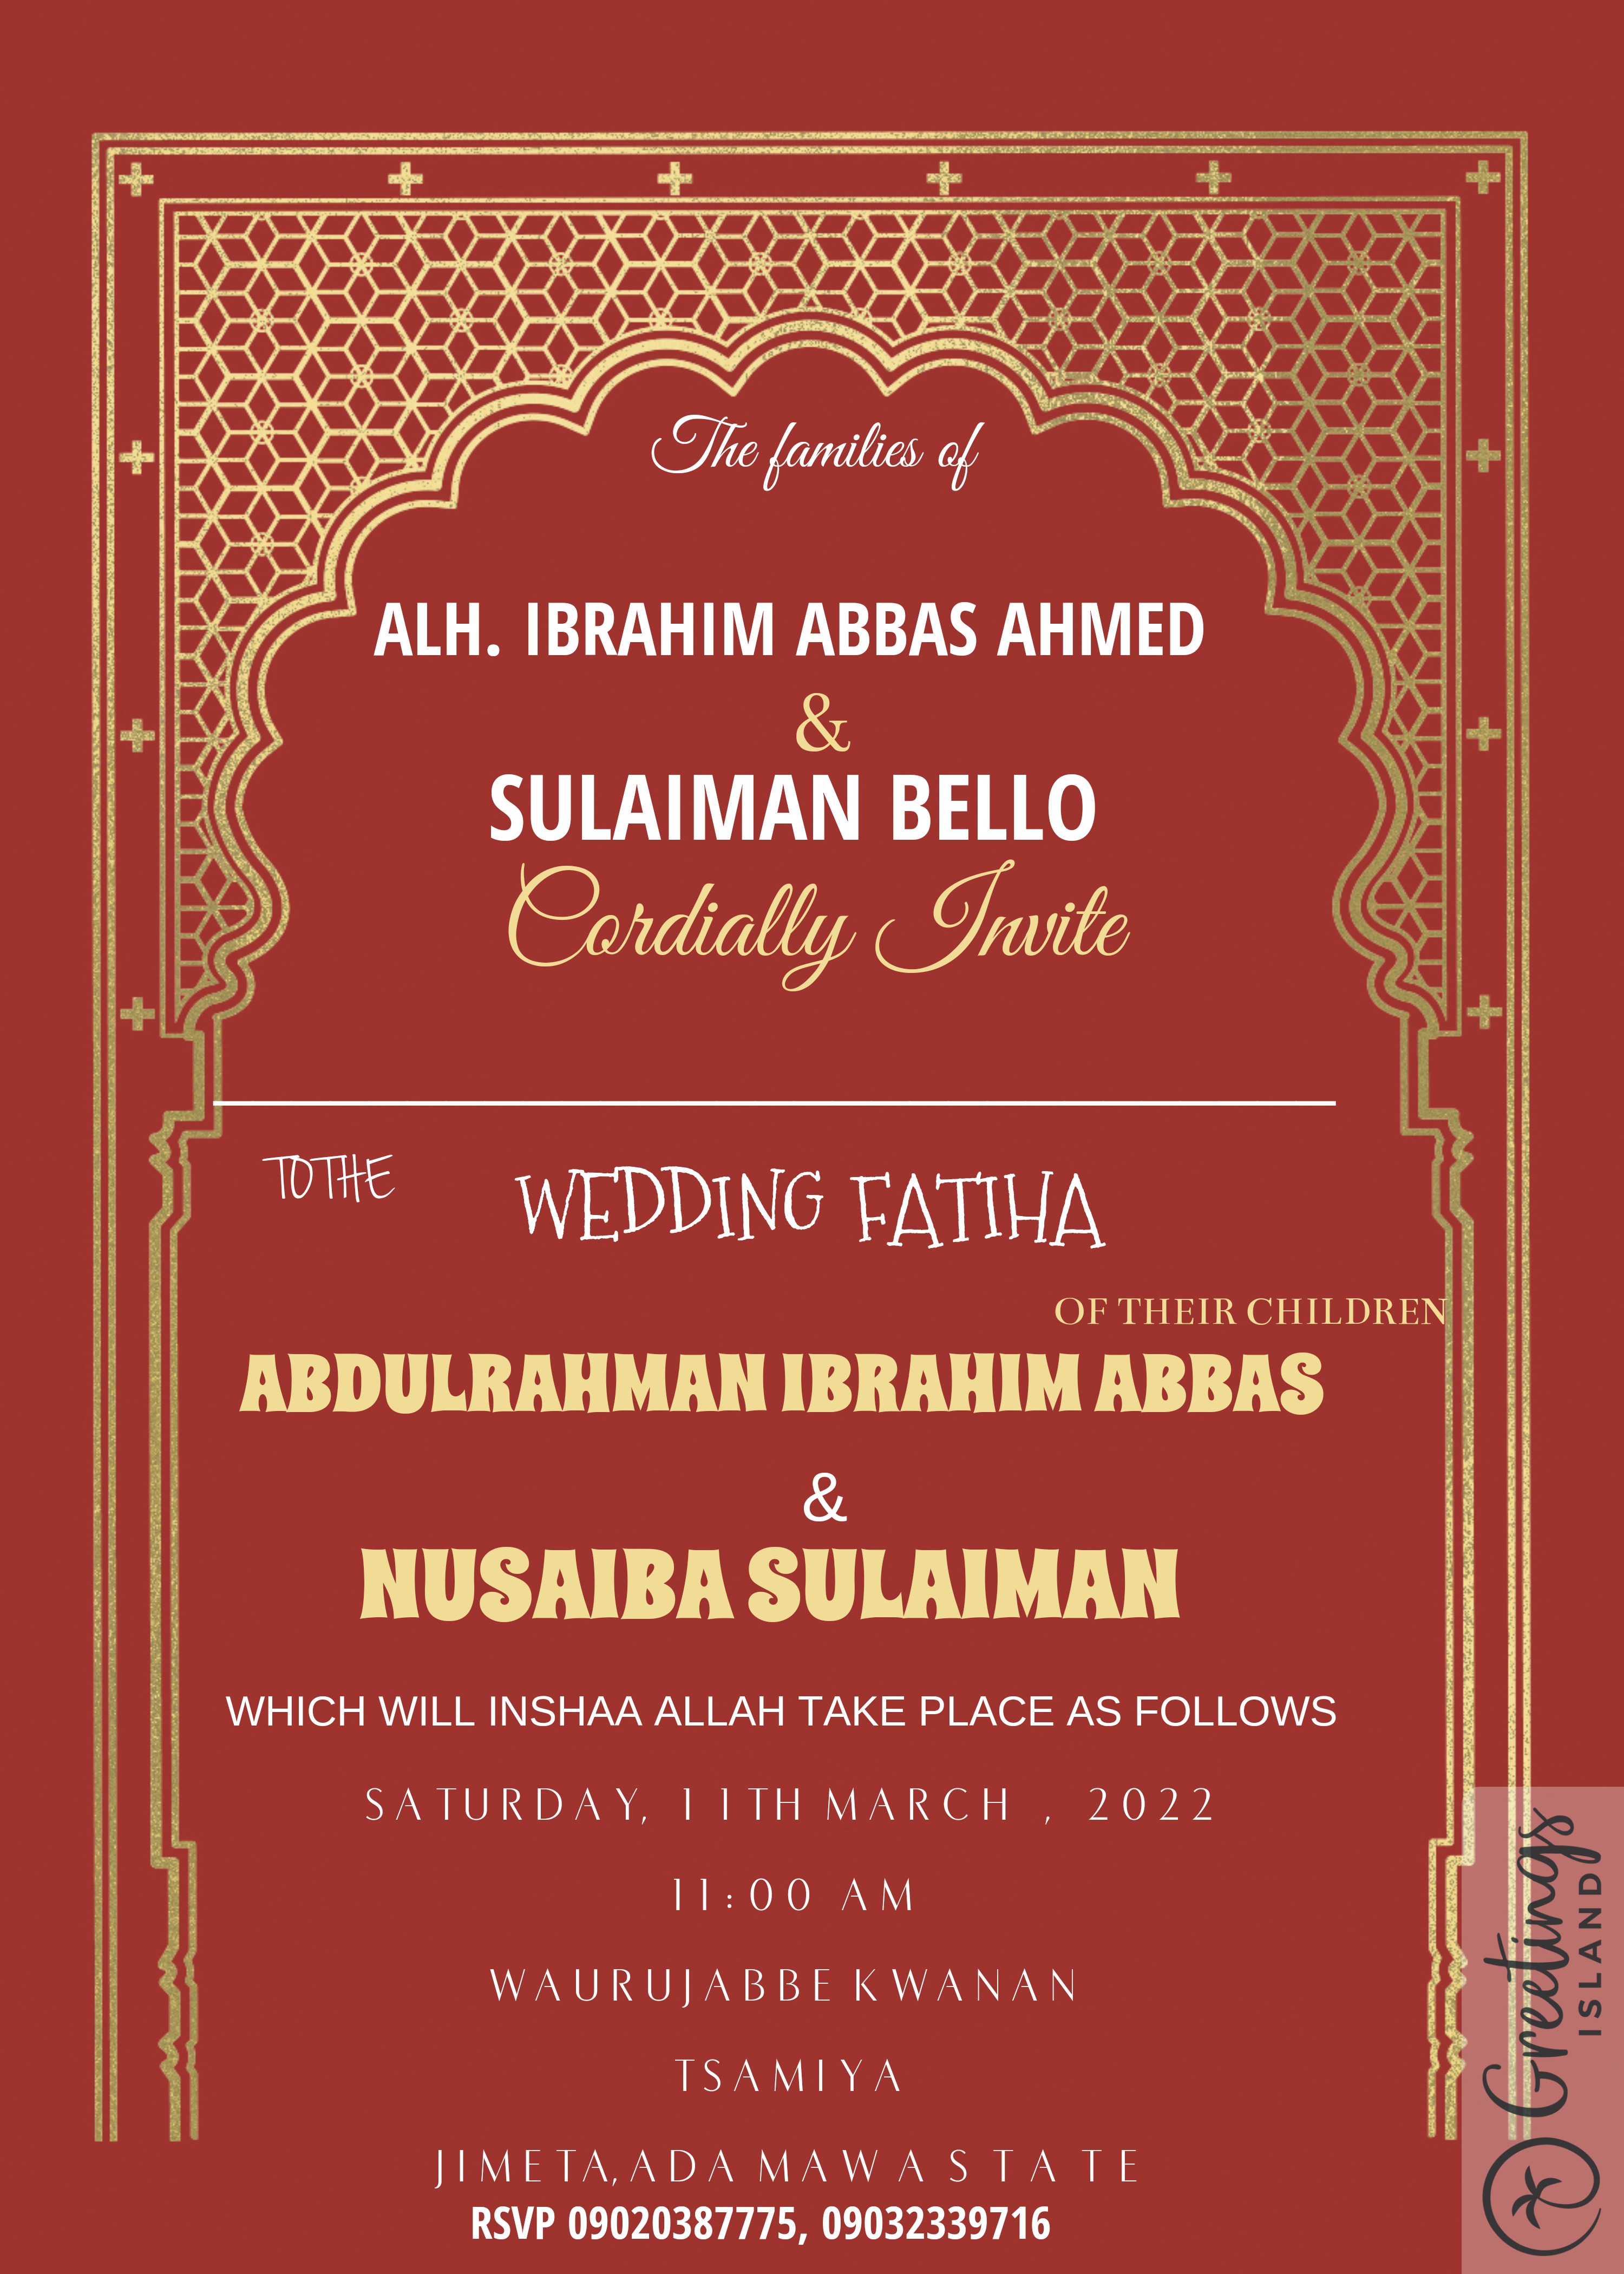 The families of
ALH. IBRAHIM ABBAS AHMED
&
SULAIMAN BELLO
Cordially Invite
TO THE WEDDING FATIHA
OF THEIR CHILDREN
ABDULRAHMAN IBRAHIM ABBAS
&
NUSAIBA SULAIMAN
WHICH WILL INSHAA ALLAH TAKE PLACE AS FOLLOWS
SATURDAY, 11TH MARCH , 2022
11:00 AM
WAURUJABBE KWANAN
TSAMIYA
JIMETA,ADAMAWA STATE
RSVP 09020387775, 09032339716
Greetings
ISLAND